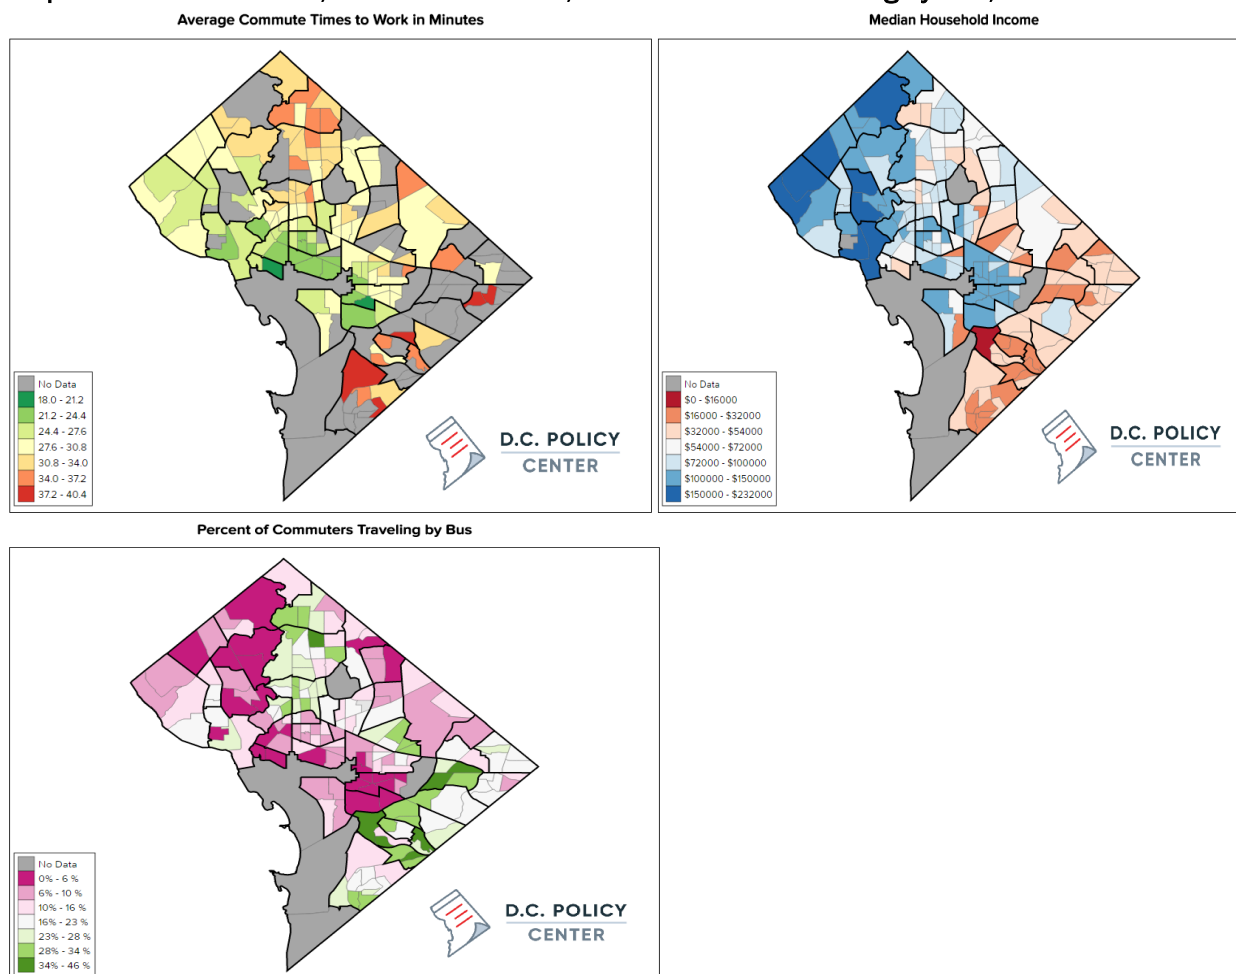 Average Commute Times to Work in Minutes
Median Household Income
No Data
18.0 - 21.2
21.2 - 24.4
24.4 - 27.6
27.6 - 30.8
30.8 - 34.0
34.0 - 37.2
37.2 - 40.4
D.C. POLICY
CENTER
No Data
$0 - $16000
$16000 - $32000
$32000 - $54000
$54000 - $72000
$72000 - $100000
$100000 - $150000
$150000 - $232000
D.C. POLICY
CENTER
Percent of Commuters Traveling by Bus
No Data
0% - 6 %
6% - 10 %
10% - 16 %
16% - 23 %
23% - 28 %
28% - 34 %
34% - 46 %
D.C. POLICY
CENTER